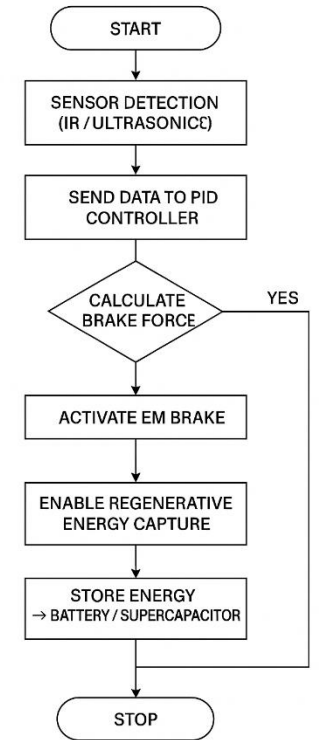 START
SENSOR DETECTION
(IR / ULTRASONICƐ)
SEND DATA TO PID
CONTROLLER
CALCULATE
BRAKE FORCE
YES
ACTIVATE EM BRAKE
ENABLE REGENERATIVE
ENERGY CAPTURE
STORE ENERGY
→ BATTERY / SUPERCAPACITOR
STOP